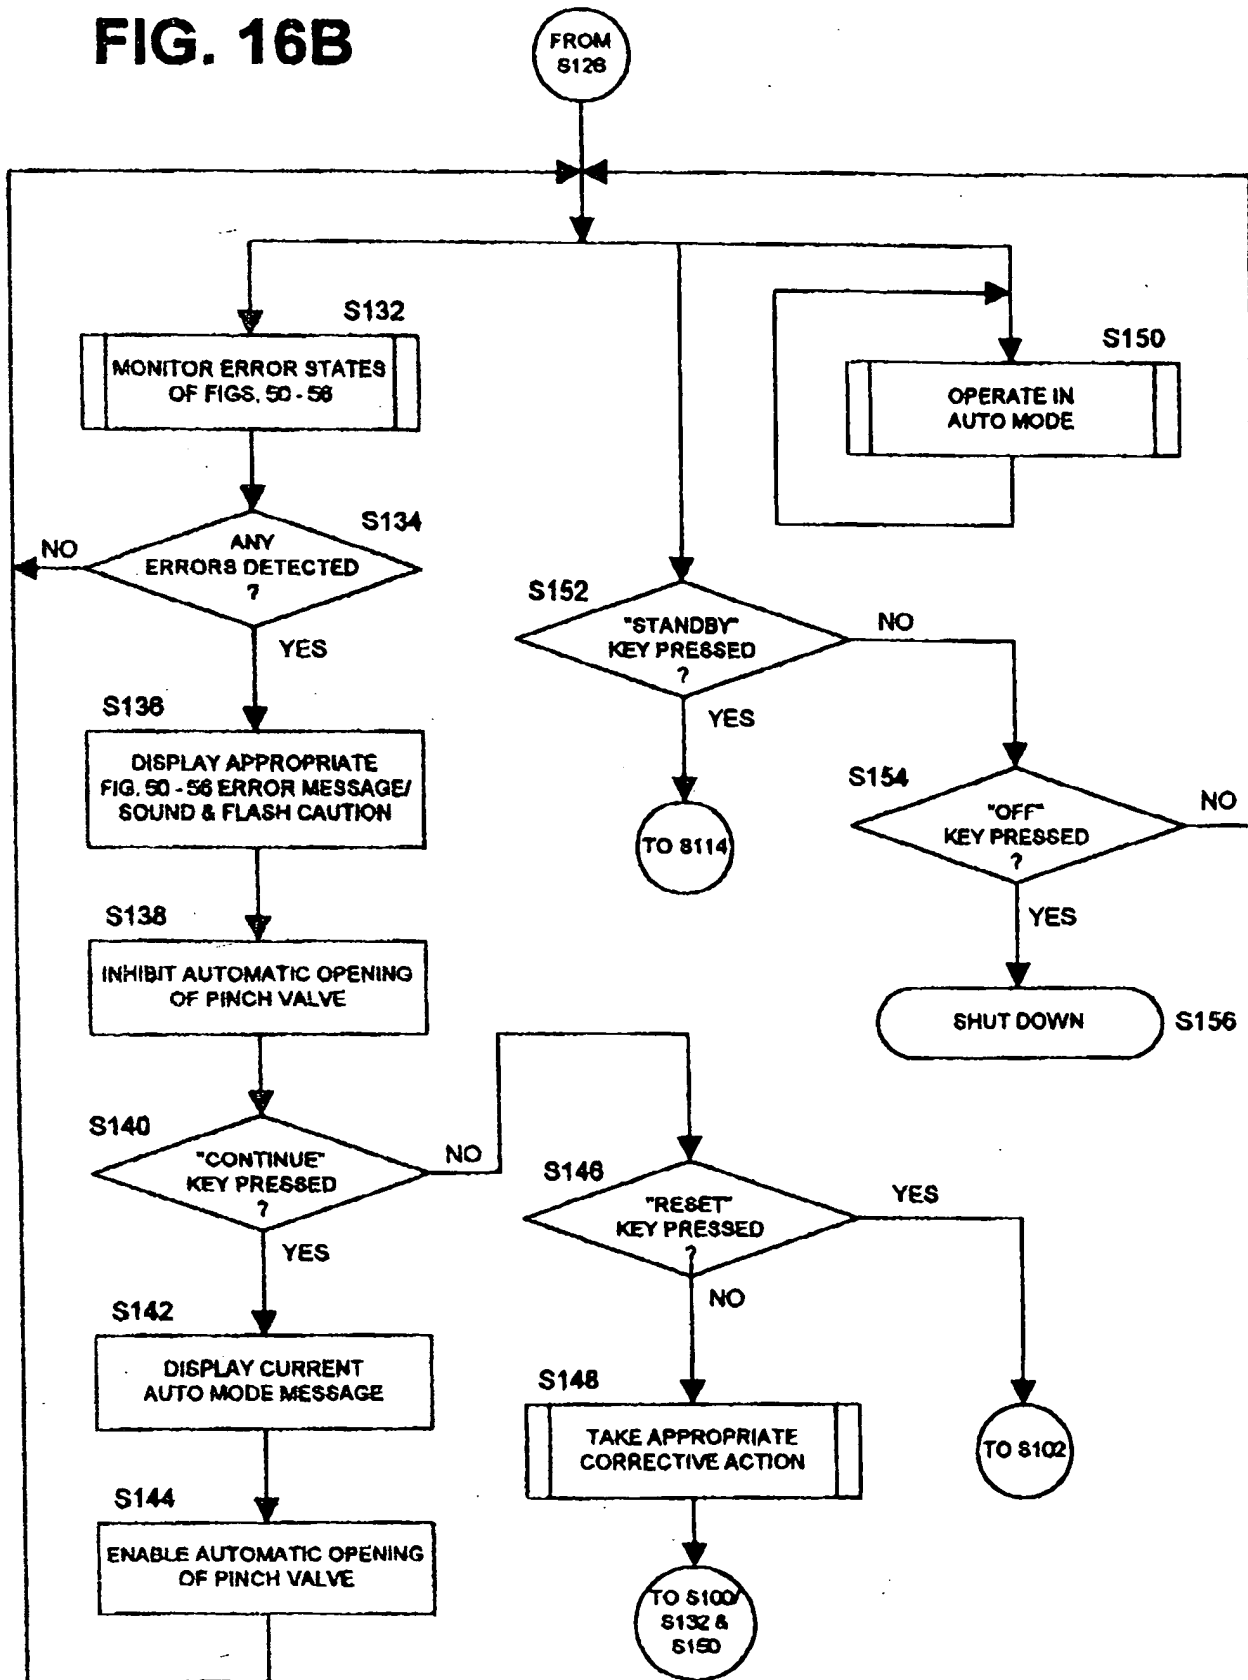 FIG. 16B
FROM
S128
S132
MONITOR ERROR STATES
OF FIGS. 50 - 56
S150
OPERATE IN
AUTO MODE
S134
ANY
ERRORS DETECTED
?
NO
YES
S152
"STANDBY"
KEY PRESSED
?
NO
YES
S136
DISPLAY APPROPRIATE
FIG. 50 - 56 ERROR MESSAGE/
SOUND & FLASH CAUTION
TO S114
S154
"OFF"
KEY PRESSED
?
NO
YES
S138
INHIBIT AUTOMATIC OPENING
OF PINCH VALVE
SHUT DOWN
S156
S140
"CONTINUE"
KEY PRESSED
?
NO
YES
S146
"RESET"
KEY PRESSED
?
YES
NO
S142
DISPLAY CURRENT
AUTO MODE MESSAGE
S148
TAKE APPROPRIATE
CORRECTIVE ACTION
TO S102
S144
ENABLE AUTOMATIC OPENING
OF PINCH VALVE
TO S100/
S132 &
S150